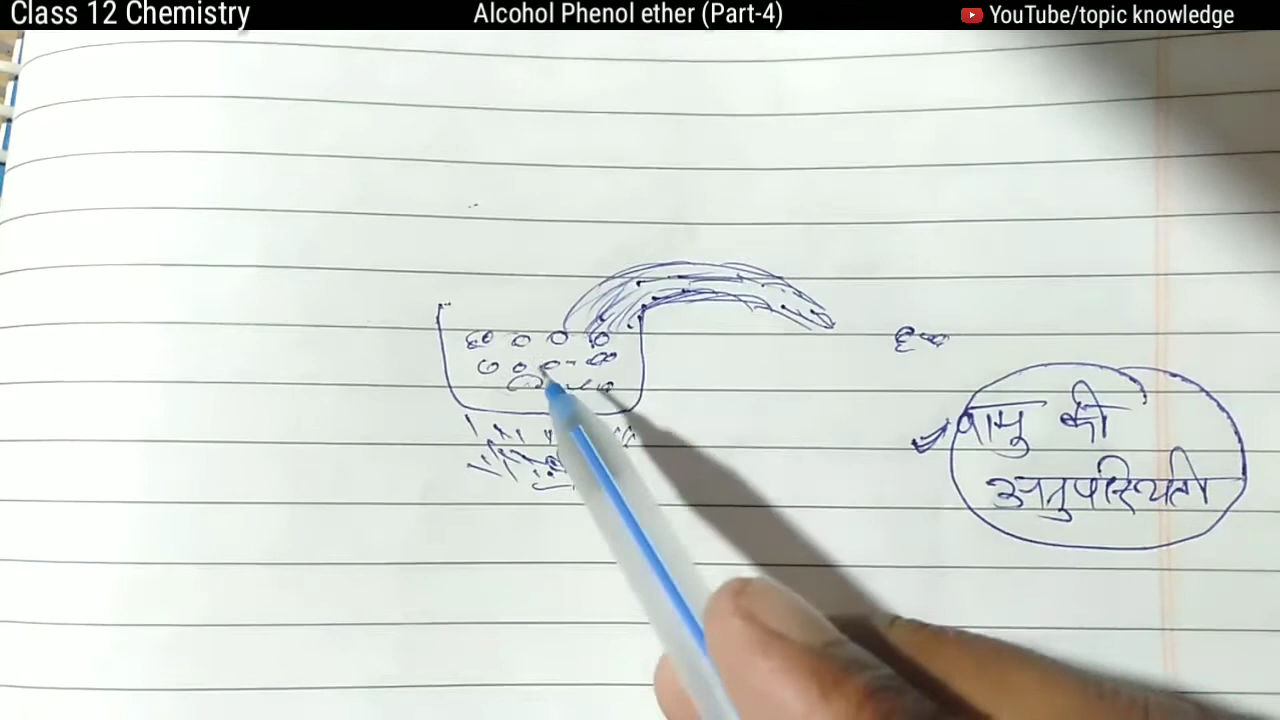 Class 12 Chemistry
Alcohol Phenol ether (Part-4)
YouTube/topic knowledge
वायु की
अनुपस्थिती